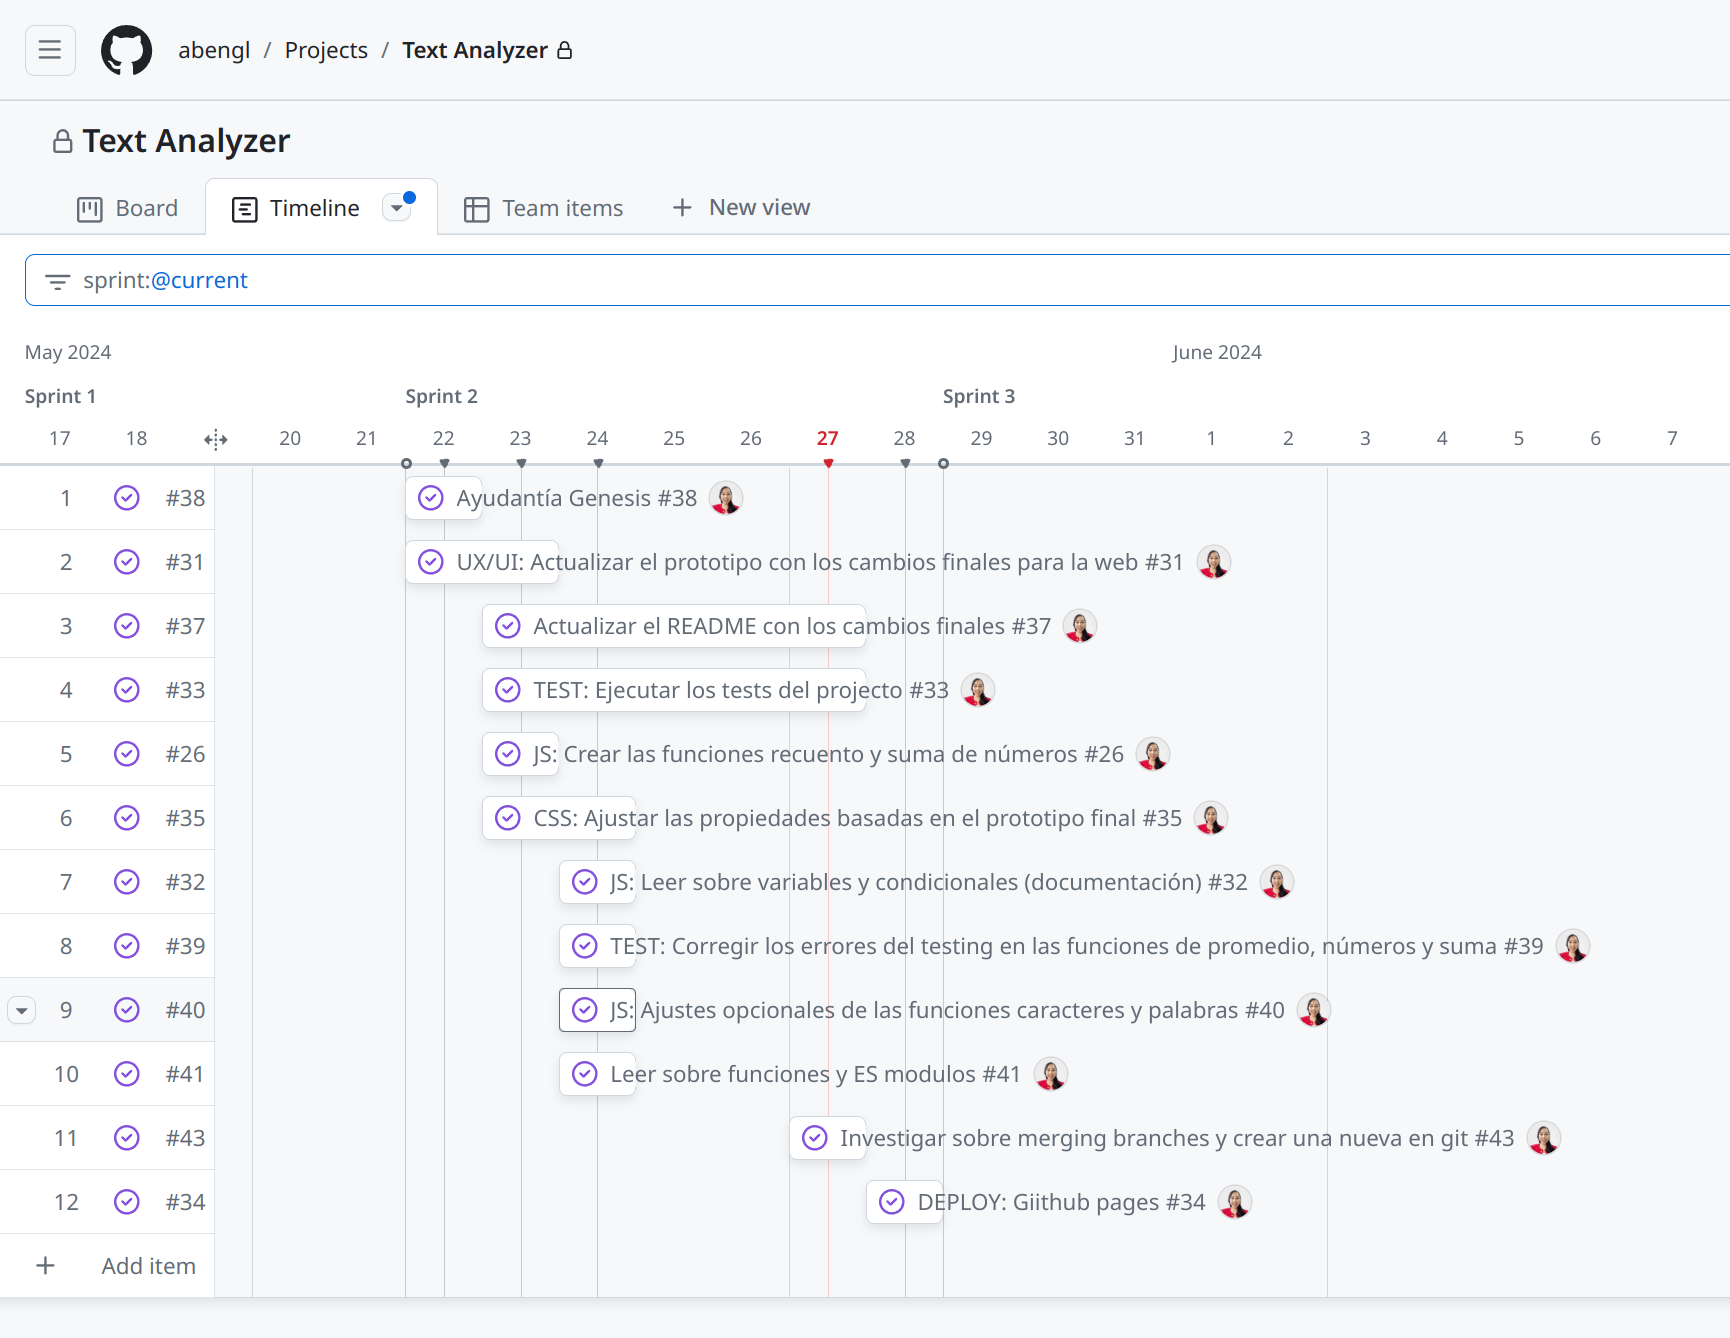 abengl / Projects / Text Analyzer
Text Analyzer
Board Timeline Team items + New view
sprint:@current
May 2024 June 2024
Sprint 1 Sprint 2 Sprint 3
17 18 20 21 22 23 24 25 26 27 28 29 30 31 1 2 3 4 5 6 7
1 #38 Ayudantía Genesis #38
2 #31 UX/UI: Actualizar el prototipo con los cambios finales para la web #31
3 #37 Actualizar el README con los cambios finales #37
4 #33 TEST: Ejecutar los tests del projecto #33
5 #26 JS: Crear las funciones recuento y suma de números #26
6 #35 CSS: Ajustar las propiedades basadas en el prototipo final #35
7 #32 JS: Leer sobre variables y condicionales (documentación) #32
8 #39 TEST: Corregir los errores del testing en las funciones de promedio, números y suma #39
9 #40 JS: Ajustes opcionales de las funciones caracteres y palabras #40
10 #41 Leer sobre funciones y ES modulos #41
11 #43 Investigar sobre merging branches y crear una nueva en git #43
12 #34 DEPLOY: Giithub pages #34
+ Add item